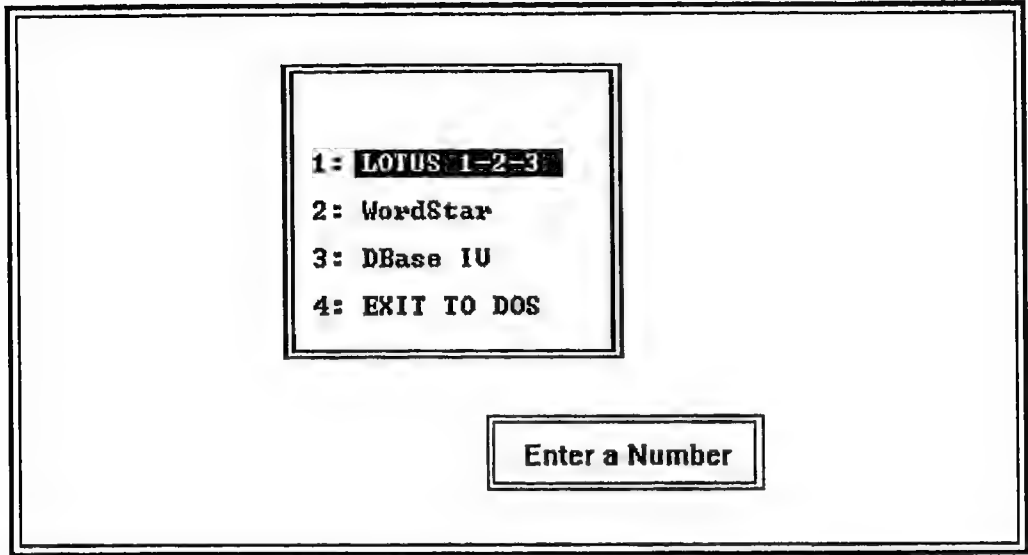 1: LOTUS 1-2-3
2: WordStar
3: DBase IV
4: EXIT TO DOS
Enter a Number